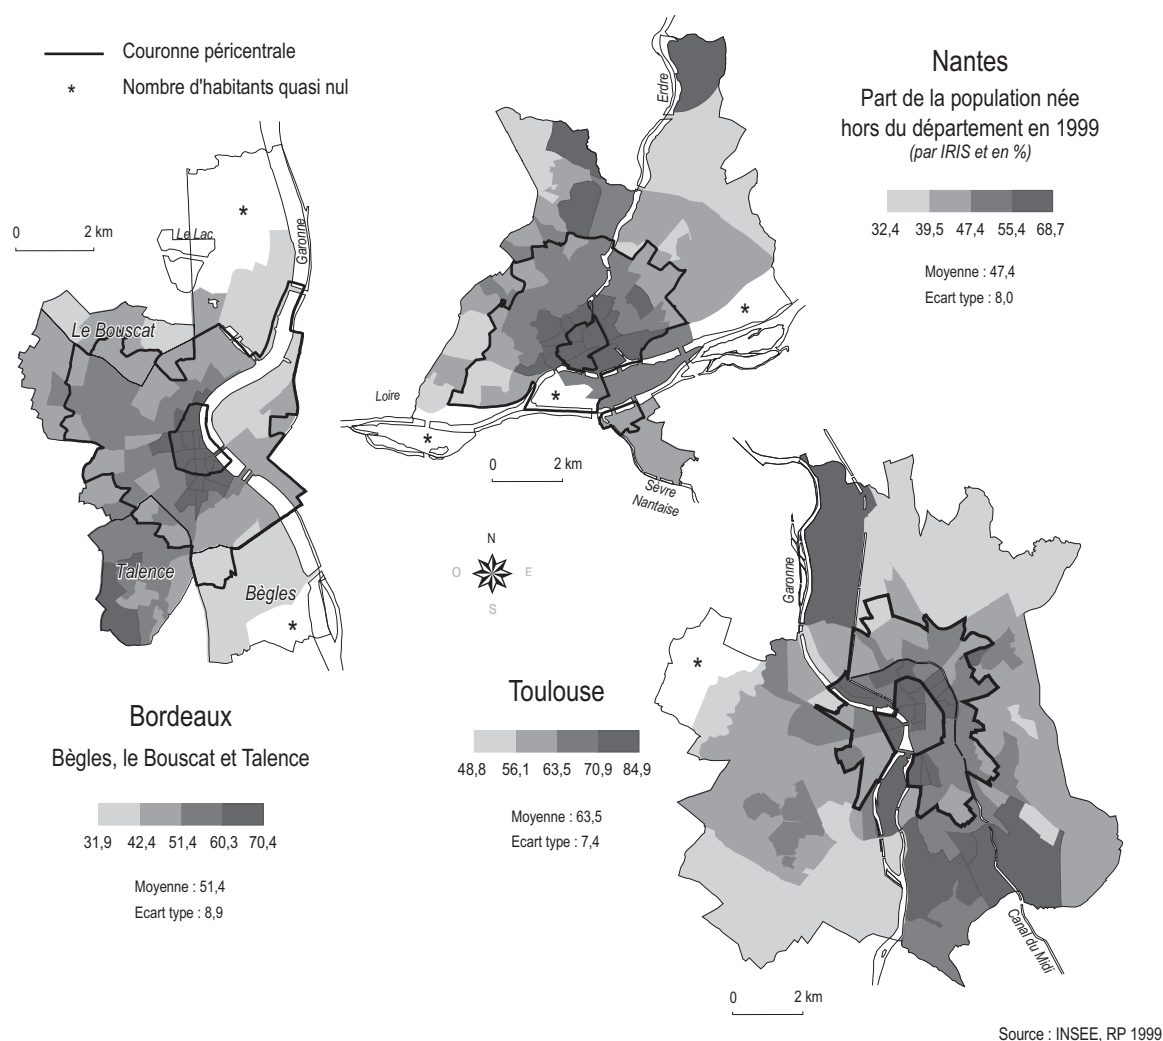 Couronne péricentrale
* Nombre d'habitants quasi nul
Nantes
Part de la population née
hors du département en 1999
(par IRIS et en %)
32,4 39,5 47,4 55,4 68,7
Moyenne : 47,4
Ecart type : 8,0
Erdre
*
*
*
Loire
0 2 km
Sèvre
Nantaise
0 2 km
*
Le Lac
Garonne
Le Bouscat
Talence
Bègles
*
N
O E
S
Bordeaux
Bègles, le Bouscat et Talence
31,9 42,4 51,4 60,3 70,4
Moyenne : 51,4
Ecart type : 8,9
Toulouse
48,8 56,1 63,5 70,9 84,9
Moyenne : 63,5
Ecart type : 7,4
Garonne
*
Canal du Midi
0 2 km
Source : INSEE, RP 1999